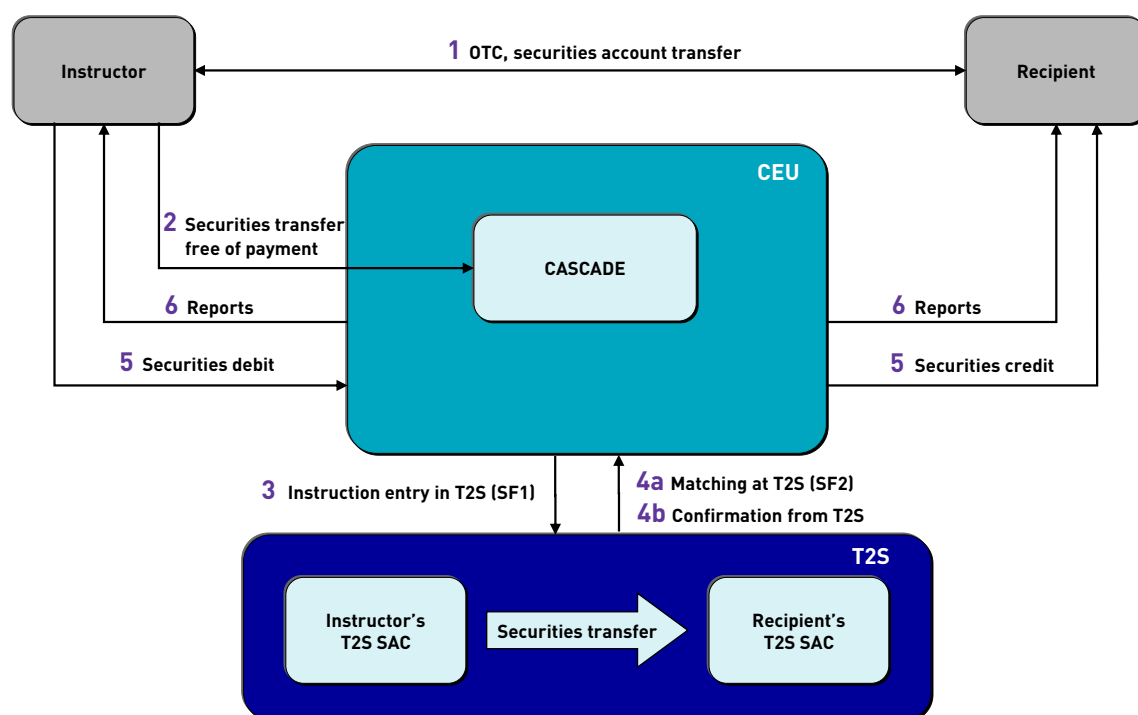 1 OTC, securities account transfer
Instructor
Recipient
CEU
2 Securities transfer
free of payment
CASCADE
6 Reports
6 Reports
5 Securities debit
5 Securities credit
3 Instruction entry in T2S (SF1)
4a Matching at T2S (SF2)
4b Confirmation from T2S
T2S
Instructor’s
T2S SAC
Securities transfer
Recipient’s
T2S SAC